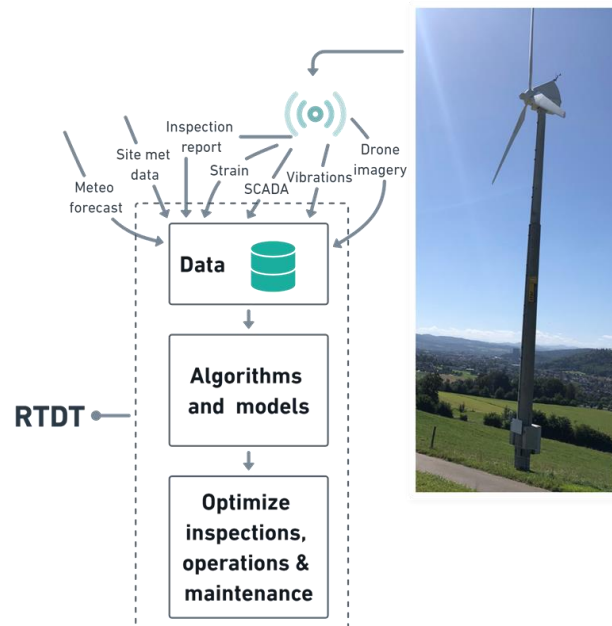 Inspection
report
Drone
imagery
Site met
data
Strain
SCADA
Vibrations
Meteo
forecast
Data
Algorithms
and models
RTDT
Optimize
inspections,
operations &
maintenance